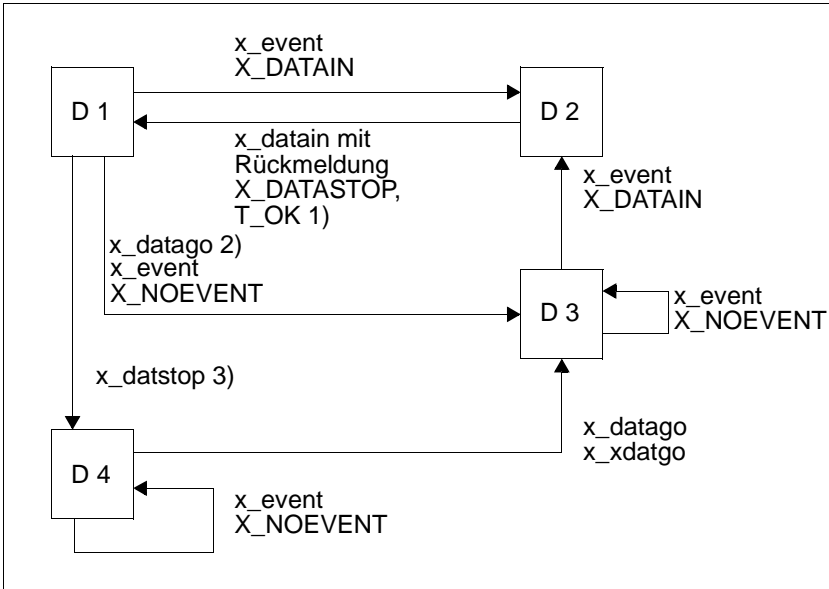 x_event
X_DATAIN
D 1
D 2
x_datain mit
Rückmeldung
X_DATASTOP,
T_OK 1)
x_event
X_DATAIN
x_datago 2)
x_event
X_NOEVENT
D 3
x_event
X_NOEVENT
x_datstop 3)
x_datago
x_xdatgo
D 4
x_event
X_NOEVENT